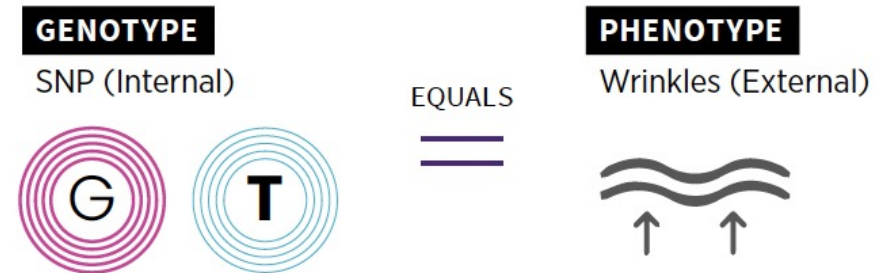 GENOTYPE
SNP (Internal)
G T
EQUALS
PHENOTYPE
Wrinkles (External)